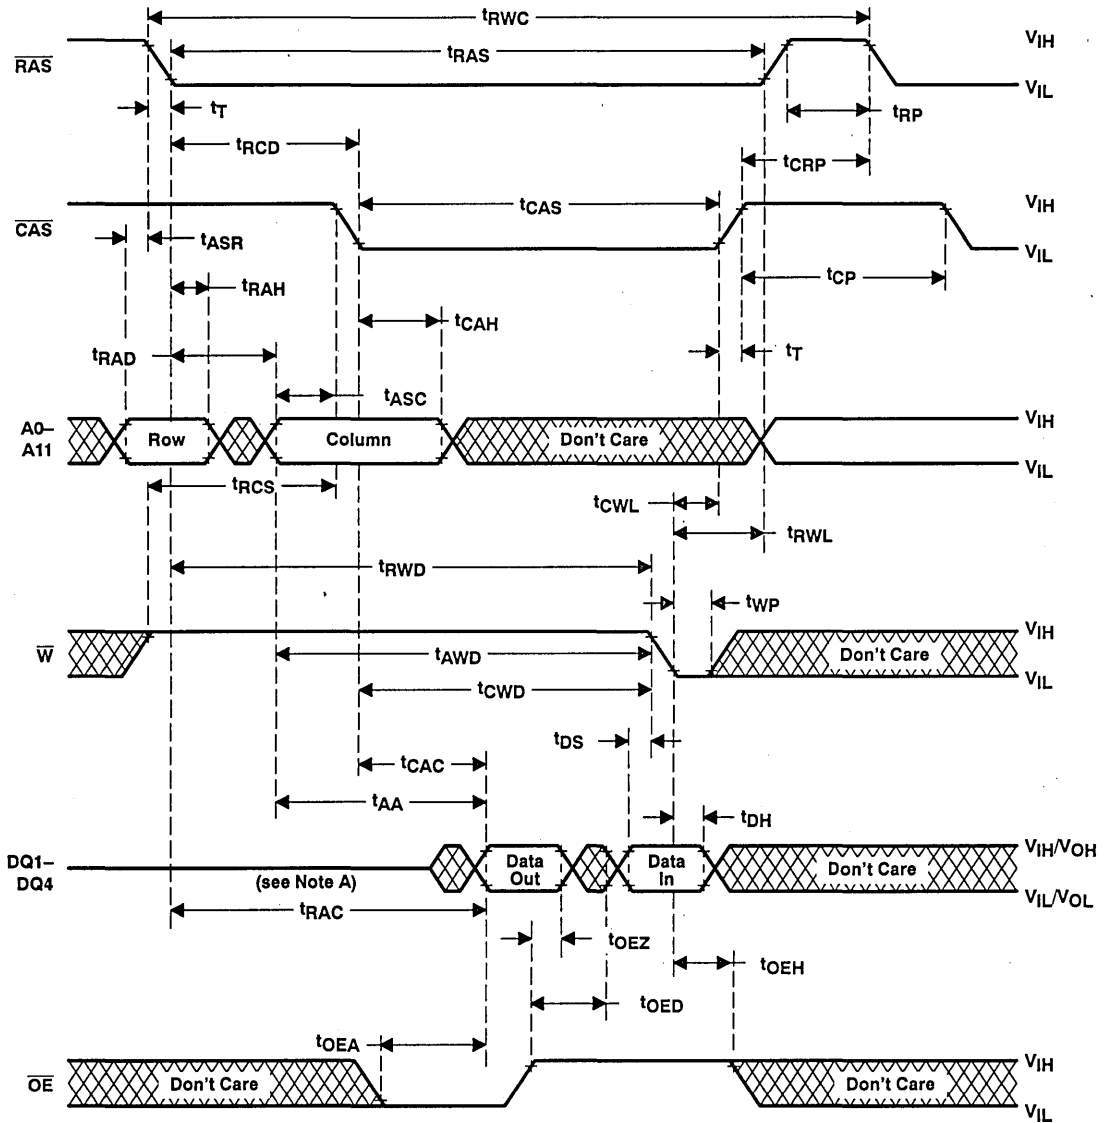 tRWC
RAS
tRAS
VIH
VIL
tT
tRP
tRCD
tCRP
CAS
tCAS
VIH
VIL
tASR
tRAH
tCP
tCAH
tRAD
tT
tASC
A0–
A11
Row
Column
Don't Care
VIH
VIL
tRCS
tCWL
tRWL
tRWD
tWP
W
tAWD
Don't Care
VIH
VIL
tCWD
tDS
tCAC
tAA
tDH
DQ1–
DQ4
(see Note A)
Data
Out
Data
In
Don't Care
VIH/VOH
VIL/VOL
tRAC
tOEZ
tOEH
tOED
tOEA
OE
Don't Care
Don't Care
VIH
VIL